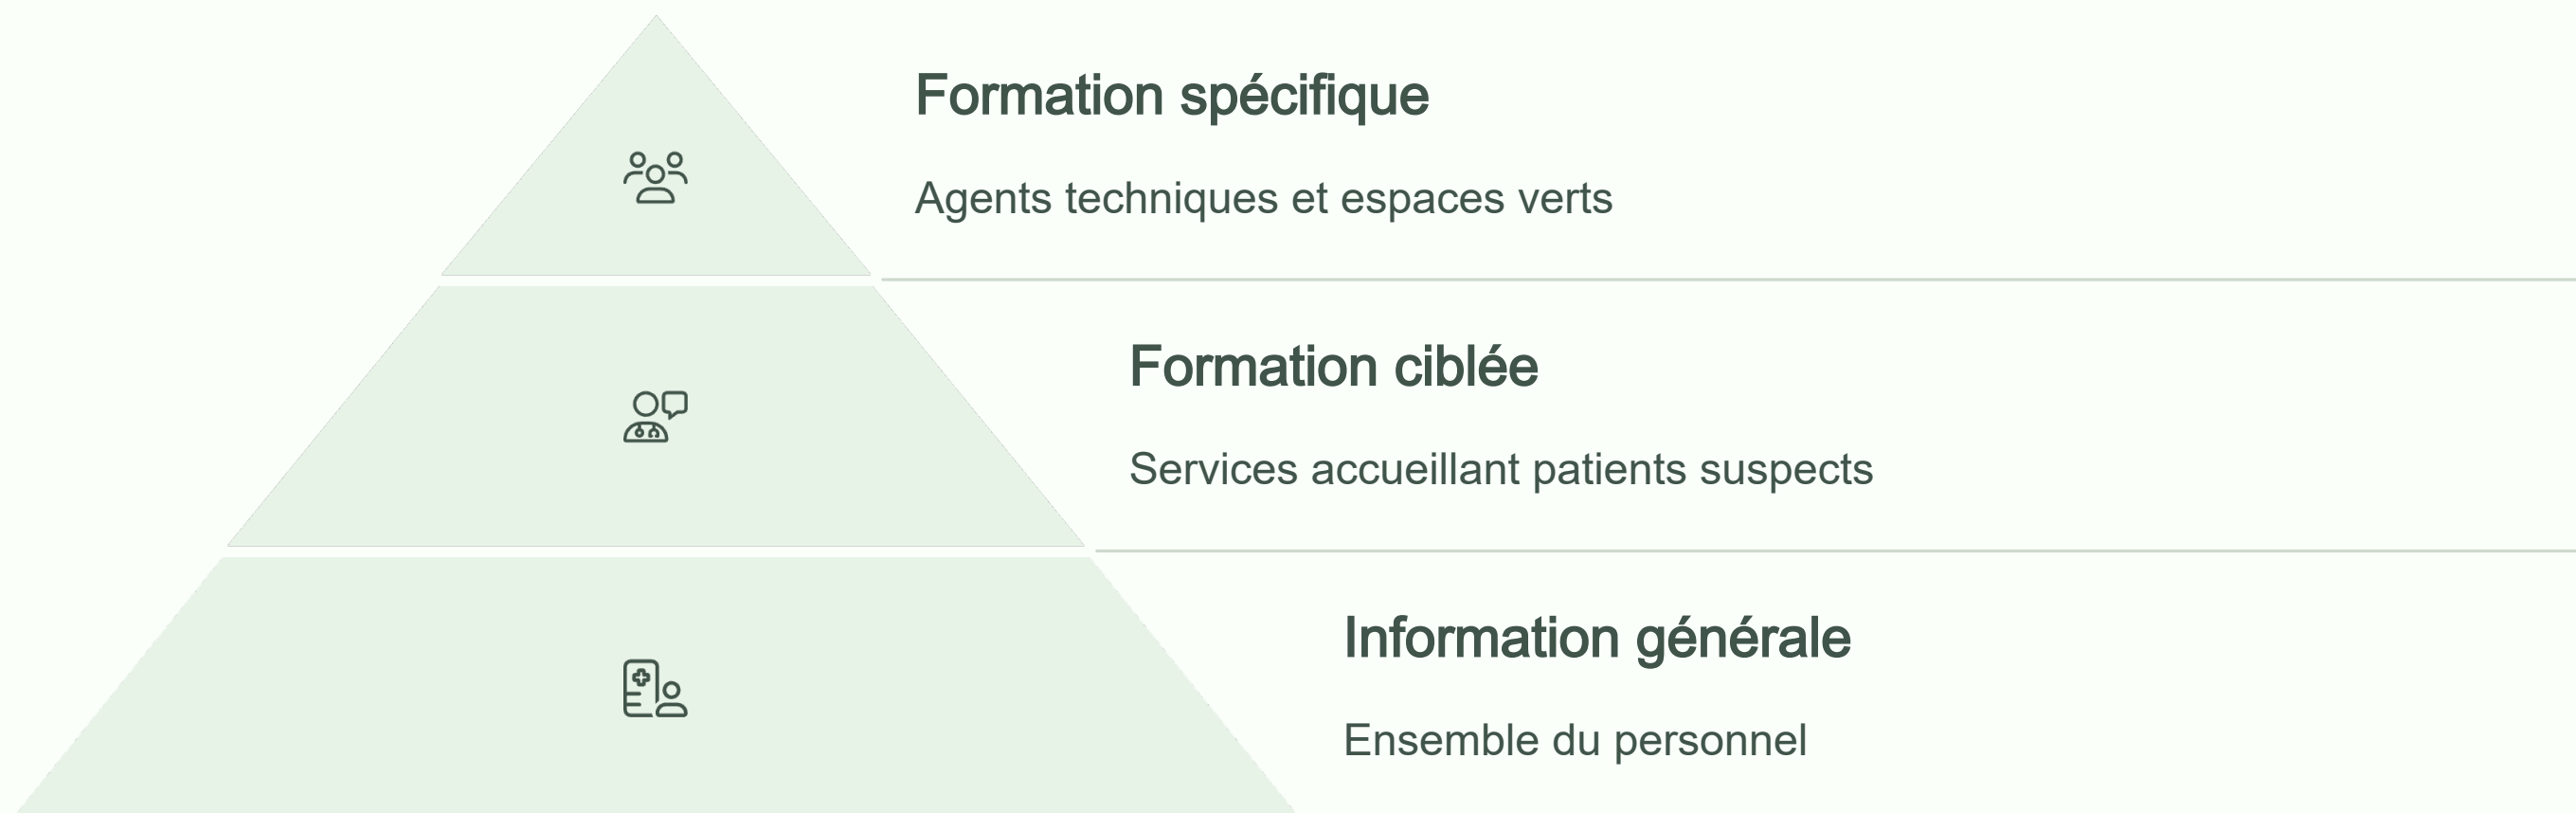 Formation spécifique
Agents techniques et espaces verts
Formation ciblée
Services accueillant patients suspects
Information générale
Ensemble du personnel